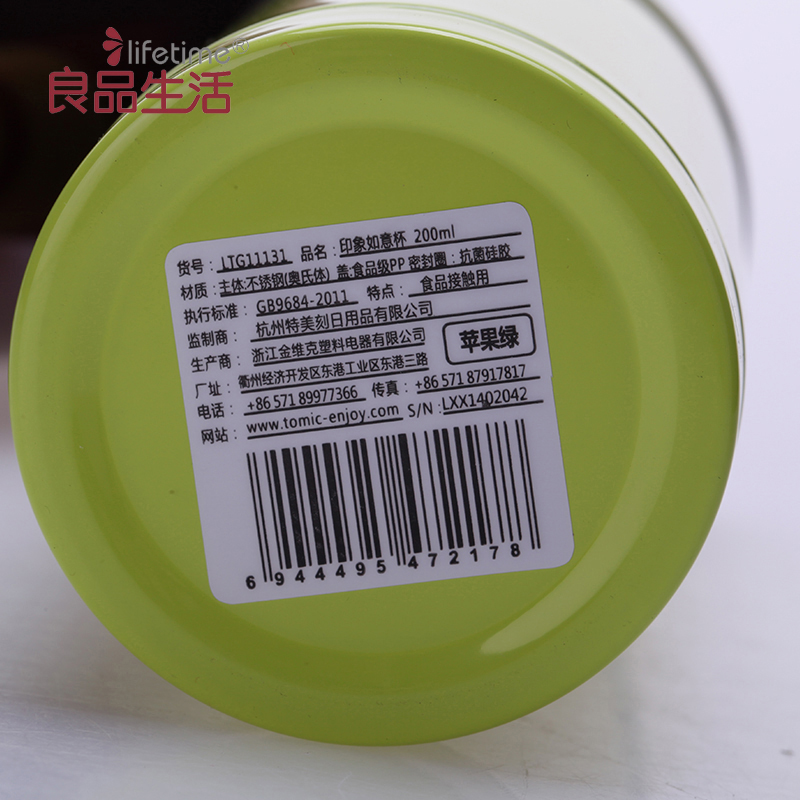 lifetime®
良品生活
货号：LTG11131 品名：印象如意杯 200ml
材质：主体:不锈钢(奥氏体) 盖:食品级PP 密封圈：抗菌硅胶
执行标准：GB9684-2011 特点：食品接触用
监制商：杭州特美刻日用品有限公司
生产商：浙江金维克塑料电器有限公司
厂址：衢州经济开发区东港工业区东港三路
苹果绿
电话：+86 571 89977366 传真：+86 571 87917817
网站：www.tomic-enjoy.com S/N：LXX1402042
6 944495 472178